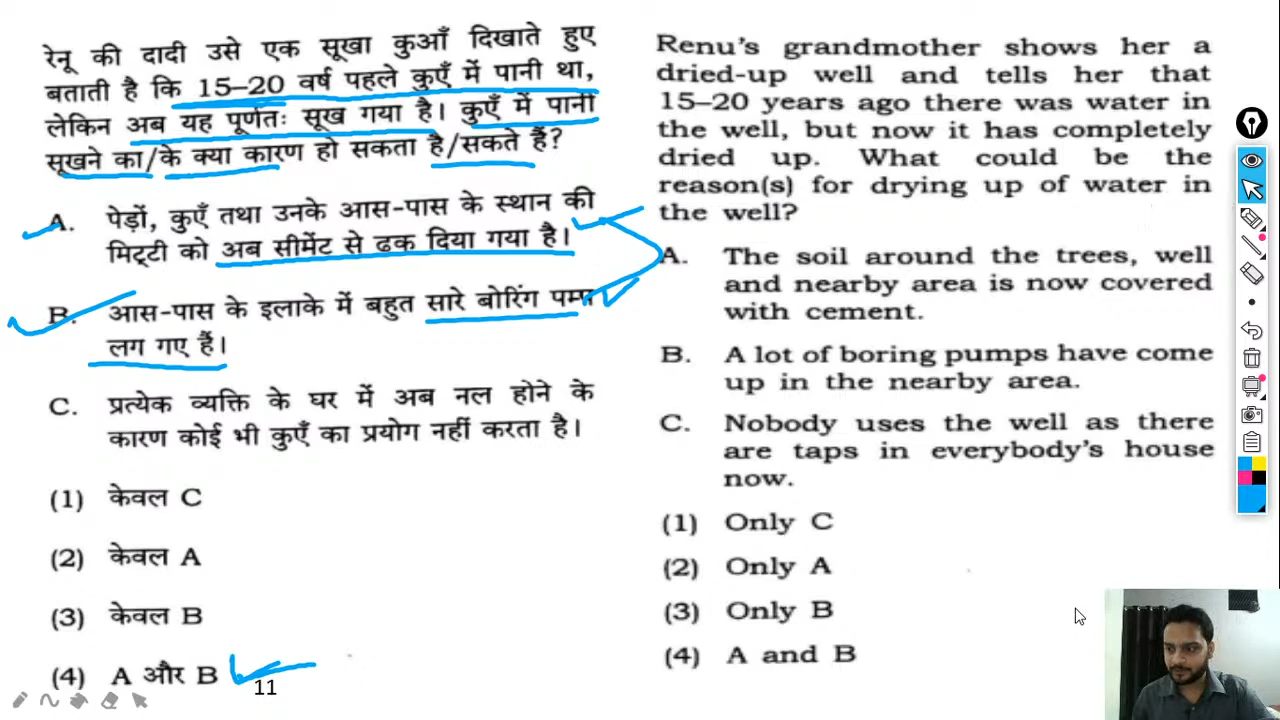 रेनू की दादी उसे एक सूखा कुआँ दिखाते हुए
बताती है कि 15–20 वर्ष पहले कुएँ में पानी था,
लेकिन अब यह पूर्णतः सूख गया है। कुएँ में पानी
सूखने का/के क्या कारण हो सकता है/सकते हैं?
A. पेड़ों, कुएँ तथा उनके आस-पास के स्थान की
मिट्टी को अब सीमेंट से ढक दिया गया है।
B. आस-पास के इलाके में बहुत सारे बोरिंग पम्प
लग गए हैं।
C. प्रत्येक व्यक्ति के घर में अब नल होने के
कारण कोई भी कुएँ का प्रयोग नहीं करता है।
(1) केवल C
(2) केवल A
(3) केवल B
(4) A और B
11
Renu's grandmother shows her a
dried-up well and tells her that
15–20 years ago there was water in
the well, but now it has completely
dried up. What could be the
reason(s) for drying up of water in
the well?
A. The soil around the trees, well
and nearby area is now covered
with cement.
B. A lot of boring pumps have come
up in the nearby area.
C. Nobody uses the well as there
are taps in everybody's house
now.
(1) Only C
(2) Only A
(3) Only B
(4) A and B